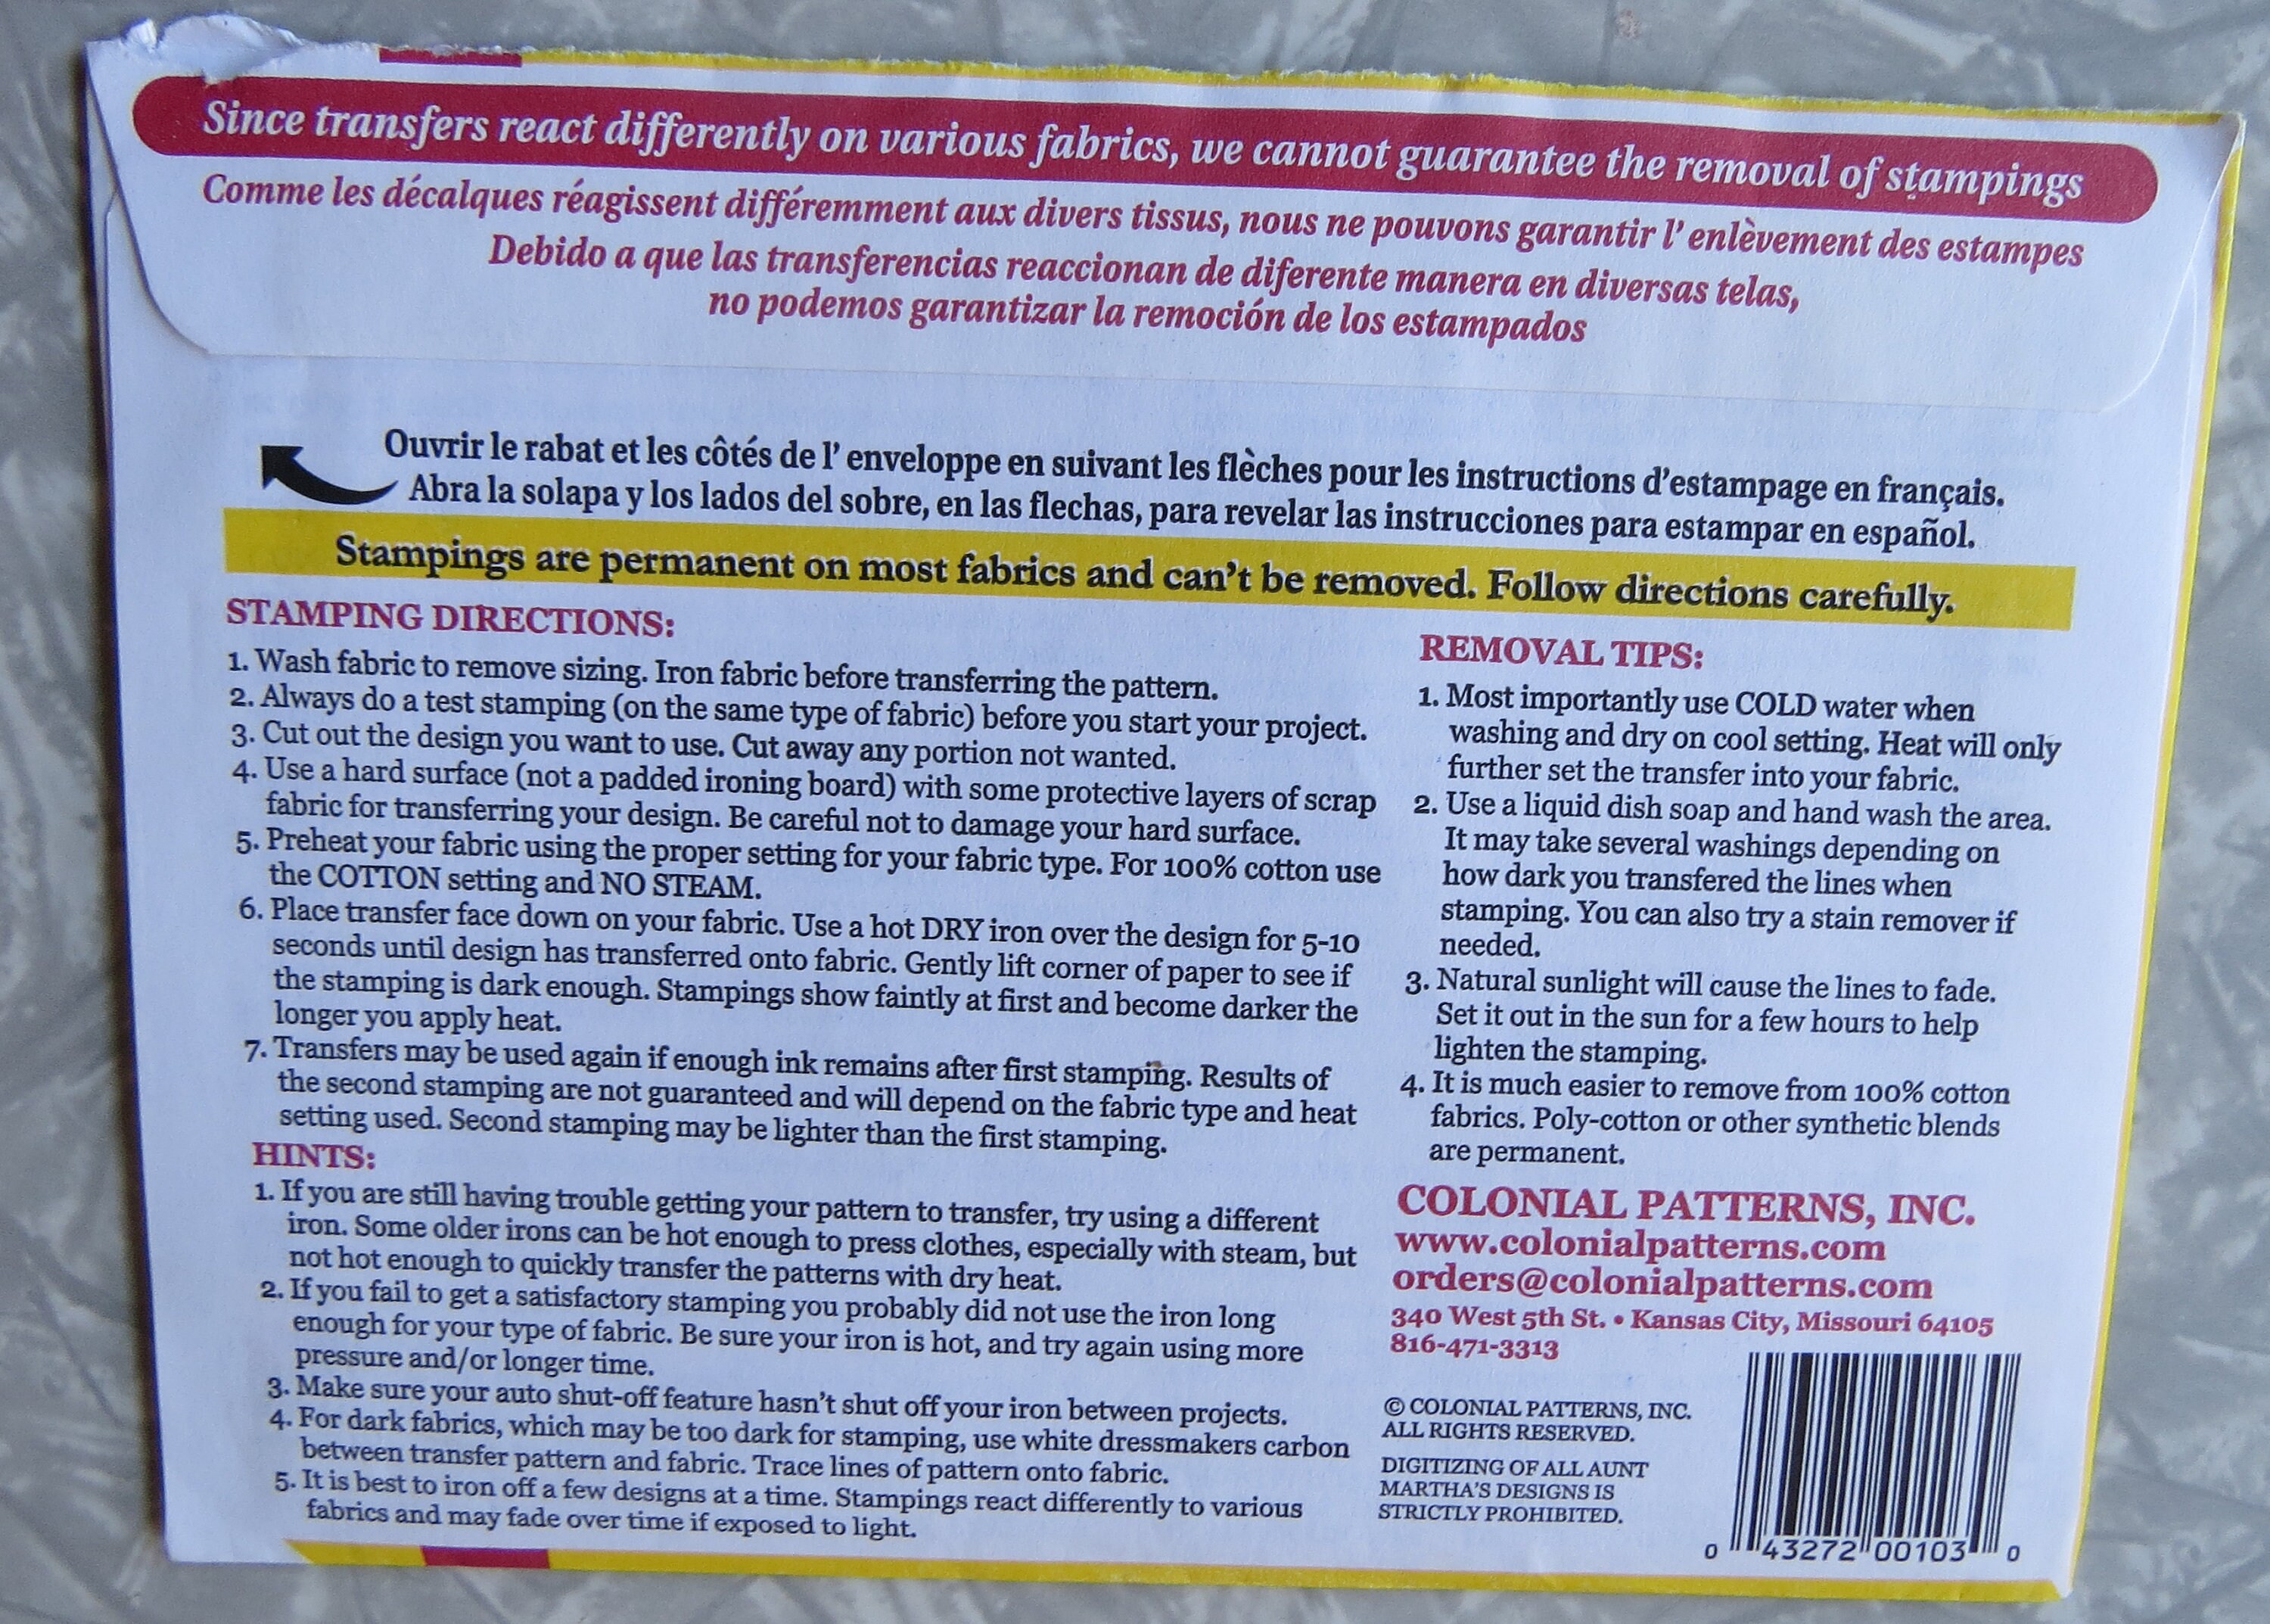 Since transfers react differently on various fabrics, we cannot guarantee the removal of stampings
Comme les décalques réagissent différemment aux divers tissus, nous ne pouvons garantir l' enlèvement des estampes
Debido a que las transferencias reaccionan de diferente manera en diversas telas,
no podemos garantizar la remoción de los estampados
Ouvrir le rabat et les côtés de l' enveloppe en suivant les flèches pour les instructions d'estampage en français.
Abra la solapa y los lados del sobre, en las flechas, para revelar las instrucciones para estampar en español.
Stampings are permanent on most fabrics and can't be removed. Follow directions carefully.
STAMPING DIRECTIONS:
1. Wash fabric to remove sizing. Iron fabric before transferring the pattern.
2. Always do a test stamping (on the same type of fabric) before you start your project.
3. Cut out the design you want to use. Cut away any portion not wanted.
4. Use a hard surface (not a padded ironing board) with some protective layers of scrap
fabric for transferring your design. Be careful not to damage your hard surface.
5. Preheat your fabric using the proper setting for your fabric type. For 100% cotton use
the COTTON setting and NO STEAM.
6. Place transfer face down on your fabric. Use a hot DRY iron over the design for 5-10
seconds until design has transferred onto fabric. Gently lift corner of paper to see if
the stamping is dark enough. Stampings show faintly at first and become darker the
longer you apply heat.
7. Transfers may be used again if enough ink remains after first stamping. Results of
the second stamping are not guaranteed and will depend on the fabric type and heat
setting used. Second stamping may be lighter than the first stamping.
HINTS:
1. If you are still having trouble getting your pattern to transfer, try using a different
iron. Some older irons can be hot enough to press clothes, especially with steam, but
not hot enough to quickly transfer the patterns with dry heat.
2. If you fail to get a satisfactory stamping you probably did not use the iron long
enough for your type of fabric. Be sure your iron is hot, and try again using more
pressure and/or longer time.
3. Make sure your auto shut-off feature hasn't shut off your iron between projects.
4. For dark fabrics, which may be too dark for stamping, use white dressmakers carbon
between transfer pattern and fabric. Trace lines of pattern onto fabric.
5. It is best to iron off a few designs at a time. Stampings react differently to various
fabrics and may fade over time if exposed to light.
REMOVAL TIPS:
1. Most importantly use COLD water when
washing and dry on cool setting. Heat will only
further set the transfer into your fabric.
2. Use a liquid dish soap and hand wash the area.
It may take several washings depending on
how dark you transfered the lines when
stamping. You can also try a stain remover if
needed.
3. Natural sunlight will cause the lines to fade.
Set it out in the sun for a few hours to help
lighten the stamping.
4. It is much easier to remove from 100% cotton
fabrics. Poly-cotton or other synthetic blends
are permanent.
COLONIAL PATTERNS, INC.
www.colonialpatterns.com
orders@colonialpatterns.com
340 West 5th St. • Kansas City, Missouri 64105
816-471-3313
© COLONIAL PATTERNS, INC.
ALL RIGHTS RESERVED.
DIGITIZING OF ALL AUNT
MARTHA'S DESIGNS IS
STRICTLY PROHIBITED.
0 43272 00103 0